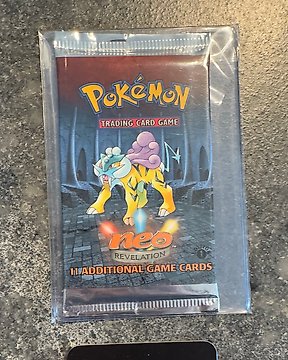 POKÉMON
TRADING CARD GAME
neo
REVELATION
11 ADDITIONAL GAME CARDS